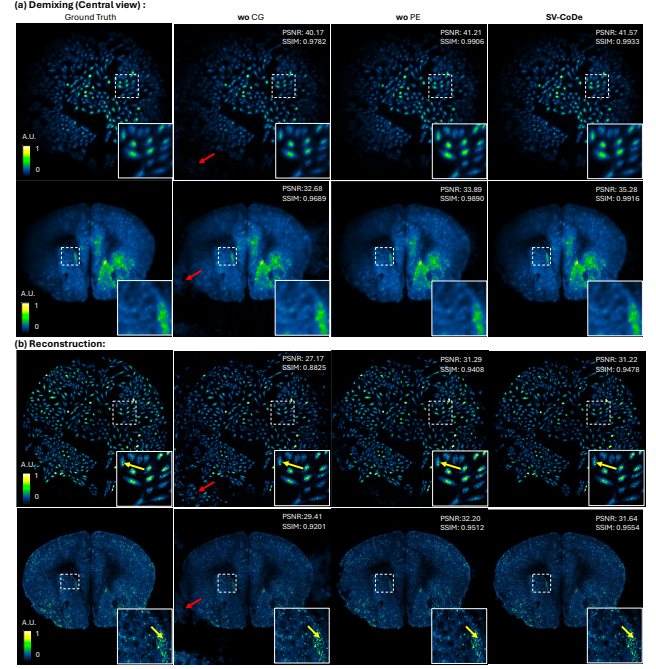 (a) Demixing (Central view) :
Ground Truth
wo CG
wo PE
SV-CoDe
PSNR: 40.17
SSIM: 0.9782
PSNR: 41.21
SSIM: 0.9906
PSNR: 41.57
SSIM: 0.9933
A.U.
1
0
PSNR:32.68
SSIM: 0.9689
PSNR: 33.89
SSIM: 0.9890
PSNR: 35.28
SSIM: 0.9916
A.U.
1
0
(b) Reconstruction:
PSNR: 27.17
SSIM: 0.8825
PSNR: 31.29
SSIM: 0.9408
PSNR: 31.22
SSIM: 0.9478
A.U.
1
0
PSNR:29.41
SSIM: 0.9201
PSNR:32.20
SSIM: 0.9512
PSNR: 31.64
SSIM: 0.9554
A.U.
1
0